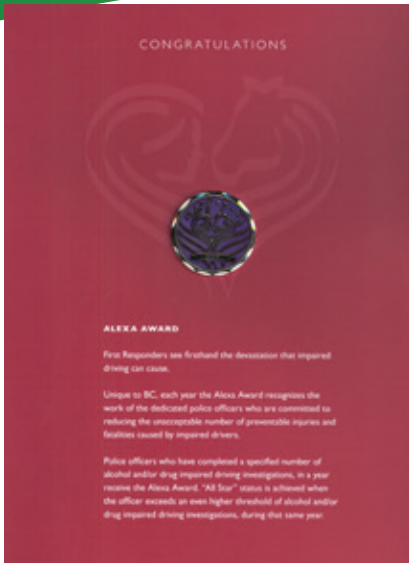 CONGRATULATIONS
ALEXA AWARD
First Responders see firsthand the devastation that impaired
driving can cause.
Unique to BC, each year the Alexa Award recognizes the
work of the dedicated police officers who are committed to
reducing the unacceptable number of preventable injuries and
fatalities caused by impaired drivers.
Police officers who have completed a specified number of
alcohol and/or drug impaired driving investigations, in a year
receive the Alexa Award. "All Star" status is achieved when
the officer exceeds an even higher threshold of alcohol and/or
drug impaired driving investigations, during that same year.